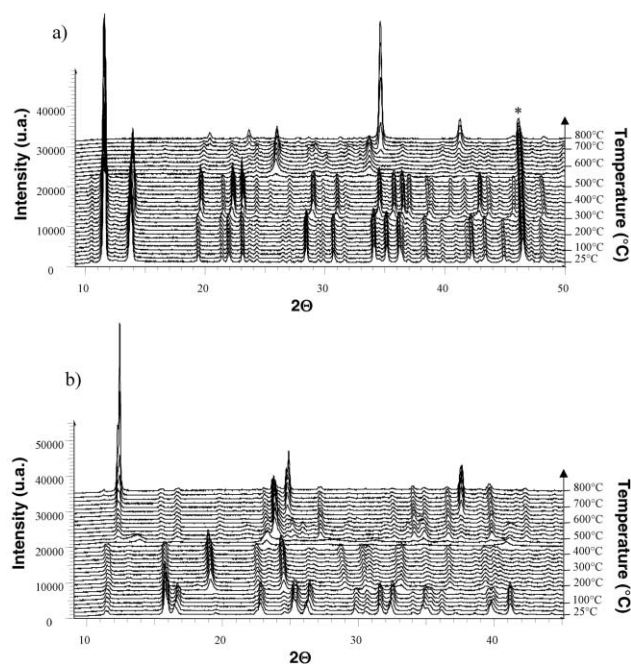 a)
Intensity (u.a.)
40000
30000
20000
10000
0
*
800°C
700°C
600°C
500°C
400°C
300°C
200°C
100°C
25°C
Temperature (°C)
10 20 30 40 50
2Θ
b)
Intensity (u.a.)
50000
40000
30000
20000
10000
0
800°C
700°C
600°C
500°C
400°C
300°C
200°C
100°C
25°C
Temperature (°C)
10 20 30 40
2Θ